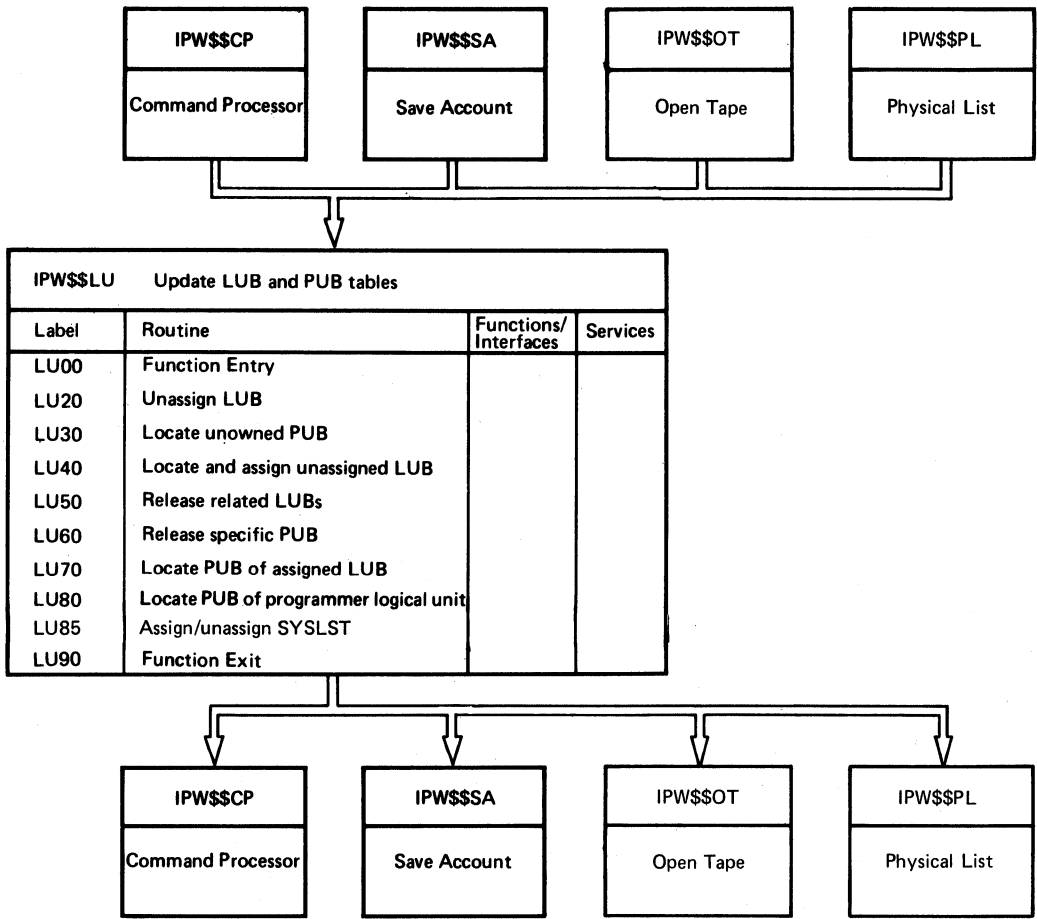 IPW$$CP IPW$$SA IPW$$OT IPW$$PL
Command Processor Save Account Open Tape Physical List
IPW$$LU Update LUB and PUB tables
Label Routine Functions/ Services
Interfaces
LU00 Function Entry
LU20 Unassign LUB
LU30 Locate unowned PUB
LU40 Locate and assign unassigned LUB
LU50 Release related LUBs
LU60 Release specific PUB
LU70 Locate PUB of assigned LUB
LU80 Locate PUB of programmer logical unit
LU85 Assign/unassign SYSLST
LU90 Function Exit
IPW$$CP IPW$$SA IPW$$OT IPW$$PL
Command Processor Save Account Open Tape Physical List